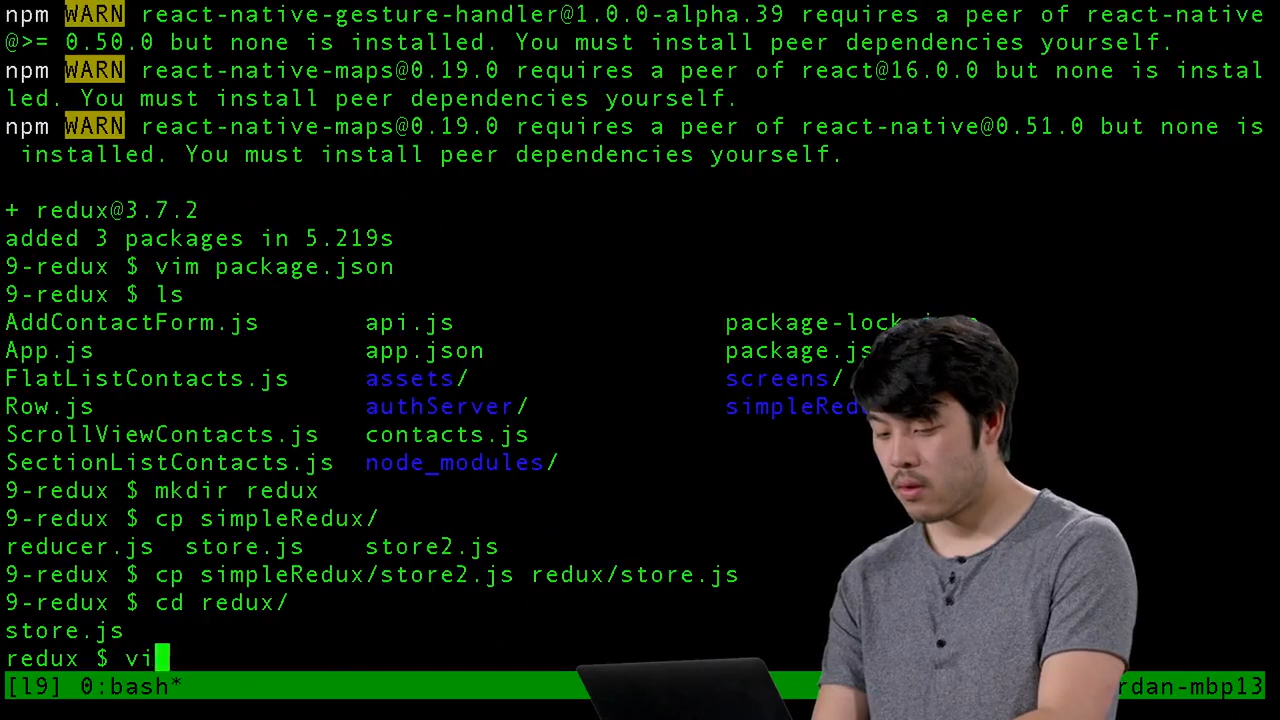 npm WARN react-native-gesture-handler@1.0.0-alpha.39 requires a peer of react-native
@>= 0.50.0 but none is installed. You must install peer dependencies yourself.
npm WARN react-native-maps@0.19.0 requires a peer of react@16.0.0 but none is instal
led. You must install peer dependencies yourself.
npm WARN react-native-maps@0.19.0 requires a peer of react-native@0.51.0 but none is
installed. You must install peer dependencies yourself.
+ redux@3.7.2
added 3 packages in 5.219s
9-redux $ vim package.json
9-redux $ ls
AddContactForm.js api.js package-lock.json
App.js app.json package.js
FlatListContacts.js assets/ screens/
Row.js authServer/ simpleRed
ScrollViewContacts.js contacts.js
SectionListContacts.js node_modules/
9-redux $ mkdir redux
9-redux $ cp simpleRedux/
reducer.js store.js store2.js
9-redux $ cp simpleRedux/store2.js redux/store.js
9-redux $ cd redux/
store.js
redux $ vi
[l9] 0:bash* rdan-mbp13